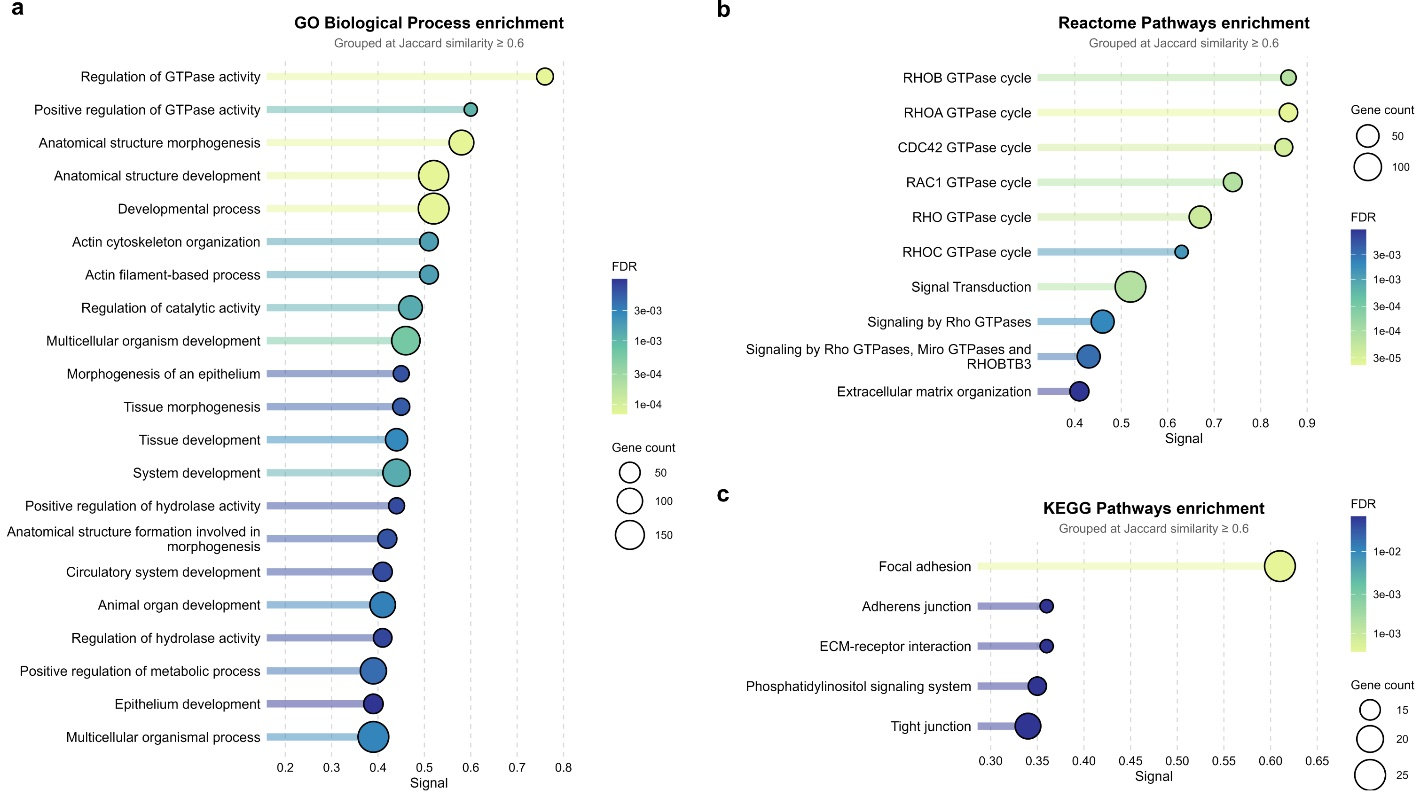 a
GO Biological Process enrichment
Grouped at Jaccard similarity ≥ 0.6
Regulation of GTPase activity
Positive regulation of GTPase activity
Anatomical structure morphogenesis
Anatomical structure development
Developmental process
Actin cytoskeleton organization
Actin filament-based process
Regulation of catalytic activity
Multicellular organism development
Morphogenesis of an epithelium
Tissue morphogenesis
Tissue development
System development
Positive regulation of hydrolase activity
Anatomical structure formation involved in
morphogenesis
Circulatory system development
Animal organ development
Regulation of hydrolase activity
Positive regulation of metabolic process
Epithelium development
Multicellular organismal process
0.2 0.3 0.4 0.5 0.6 0.7 0.8
Signal
FDR
3e-03
1e-03
3e-04
1e-04
Gene count
50
100
150
b
Reactome Pathways enrichment
Grouped at Jaccard similarity ≥ 0.6
RHOB GTPase cycle
RHOA GTPase cycle
CDC42 GTPase cycle
RAC1 GTPase cycle
RHO GTPase cycle
RHOC GTPase cycle
Signal Transduction
Signaling by Rho GTPases
Signaling by Rho GTPases, Miro GTPases and
RHOBTB3
Extracellular matrix organization
0.4 0.5 0.6 0.7 0.8 0.9
Signal
Gene count
50
100
FDR
3e-03
1e-03
3e-04
1e-04
3e-05
c
KEGG Pathways enrichment
Grouped at Jaccard similarity ≥ 0.6
Focal adhesion
Adherens junction
ECM-receptor interaction
Phosphatidylinositol signaling system
Tight junction
0.30 0.35 0.40 0.45 0.50 0.55 0.60 0.65
Signal
FDR
1e-02
3e-03
1e-03
Gene count
15
20
25